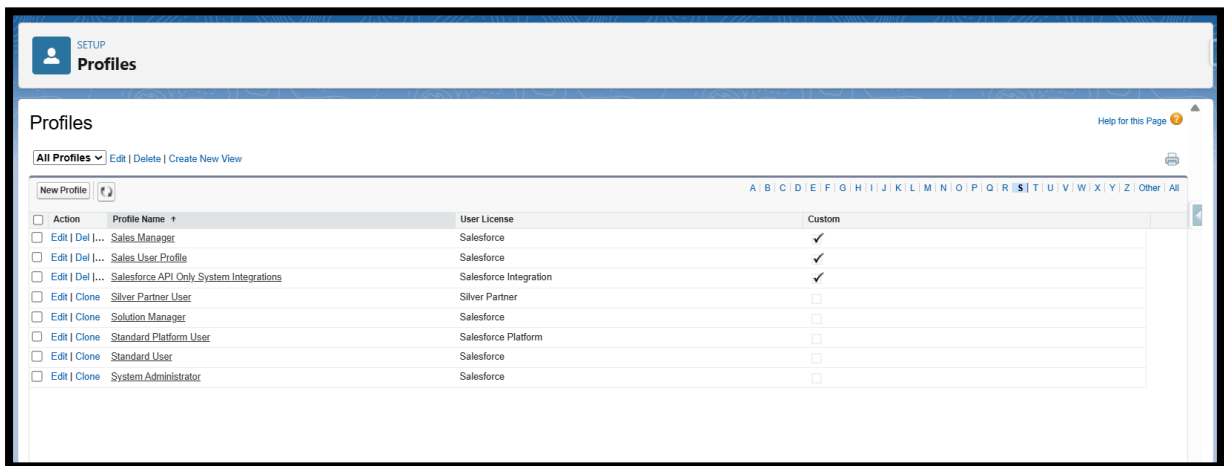 SETUP
Profiles
Profiles
Help for this Page ?
All Profiles Edit | Delete | Create New View
New Profile A | B | C | D | E | F | G | H | I | J | K | L | M | N | O | P | Q | R | S | T | U | V | W | X | Y | Z | Other | All
Action Profile Name ↑ User License Custom
Edit | Del |... Sales Manager Salesforce ✓
Edit | Del |... Sales User Profile Salesforce ✓
Edit | Del |... Salesforce API Only System Integrations Salesforce Integration ✓
Edit | Clone Silver Partner User Silver Partner
Edit | Clone Solution Manager Salesforce
Edit | Clone Standard Platform User Salesforce Platform
Edit | Clone Standard User Salesforce
Edit | Clone System Administrator Salesforce